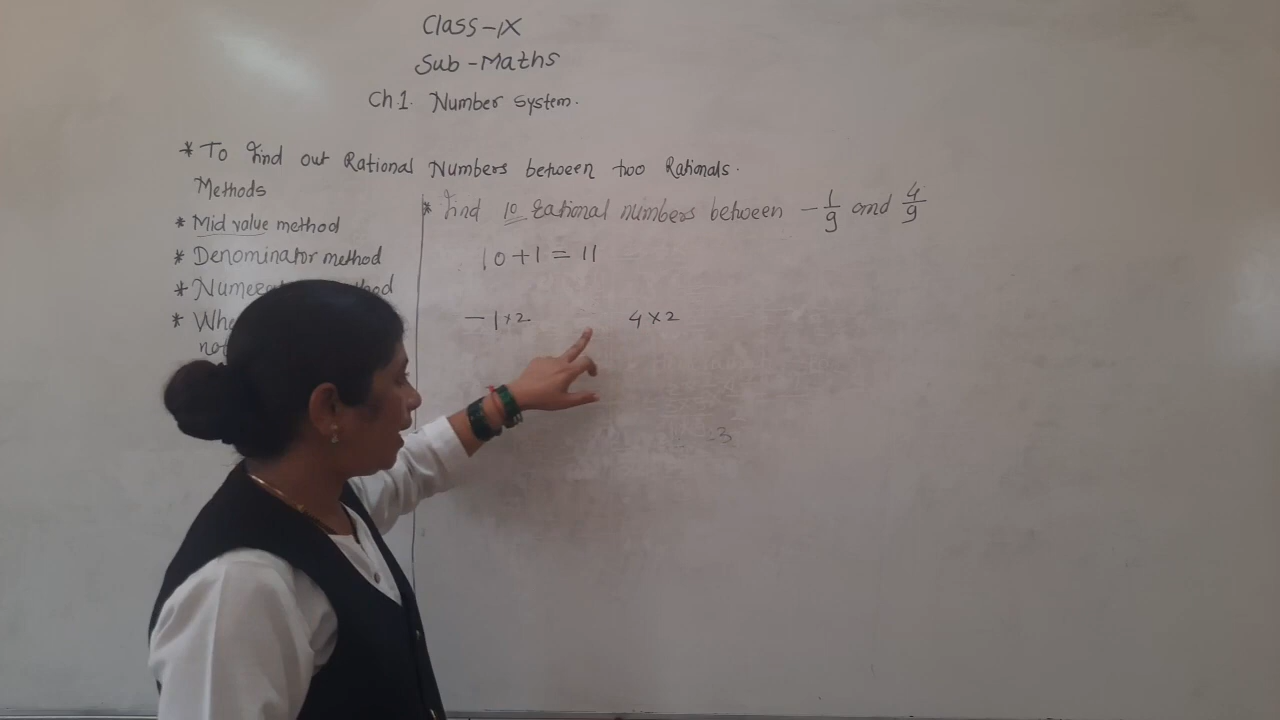 Class-IX
Sub-Maths
Ch.1. Number System.
* To find out Rational Numbers between two Rationals.
Methods
* Mid value method
* Denominator method
* 
* 
* find 10 rational numbers between -1/9 and 4/9
10+1=11
-1×2 4×2
3